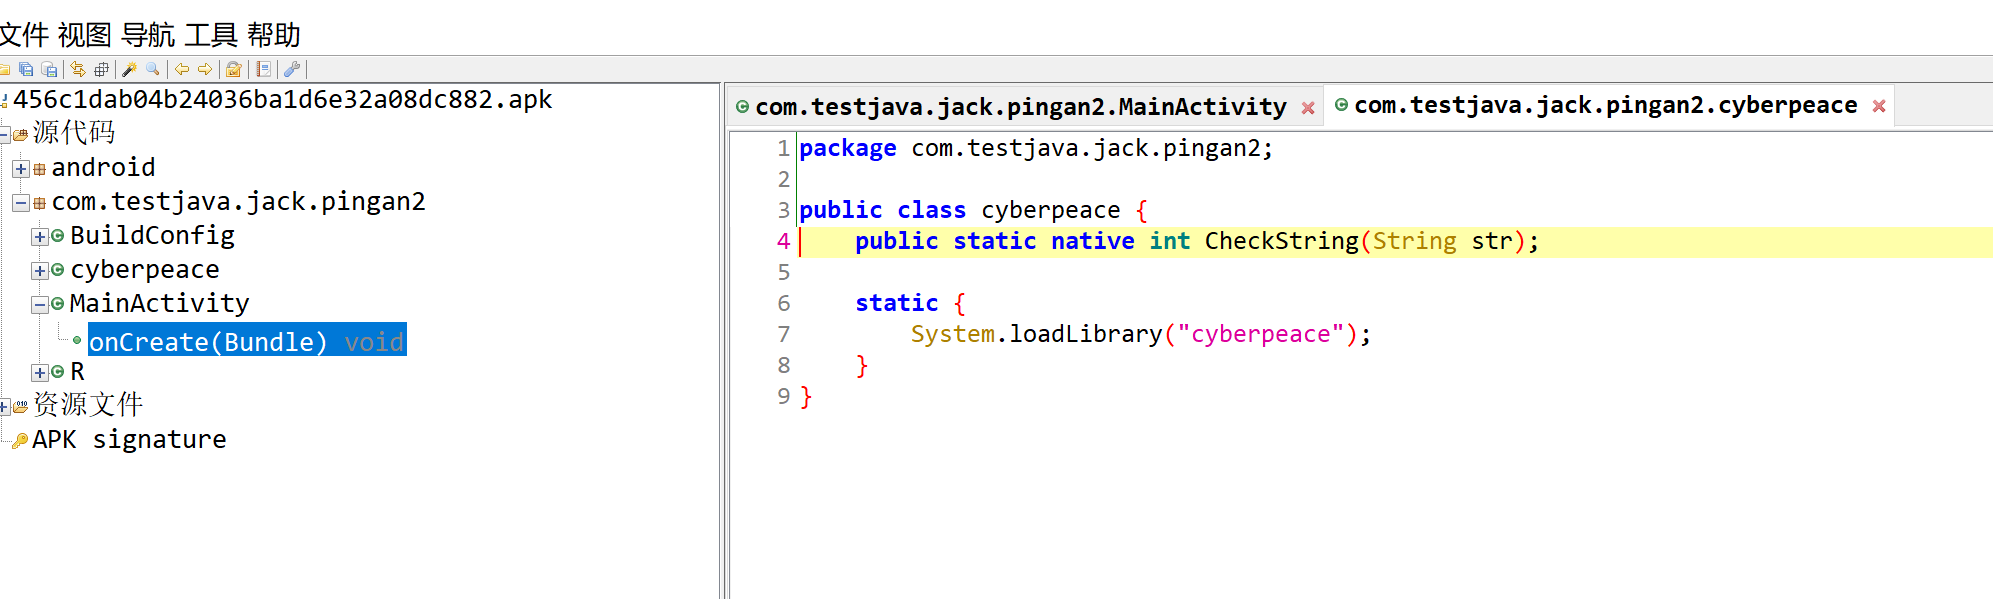 文件 视图 导航 工具 帮助
456c1dab04b24036ba1d6e32a08dc882.apk
源代码
android
com.testjava.jack.pingan2
BuildConfig
cyberpeace
MainActivity
onCreate(Bundle) void
R
资源文件
APK signature
com.testjava.jack.pingan2.MainActivity com.testjava.jack.pingan2.cyberpeace
1 package com.testjava.jack.pingan2;
2
3 public class cyberpeace {
4 public static native int CheckString(String str);
5
6 static {
7 System.loadLibrary("cyberpeace");
8 }
9 }